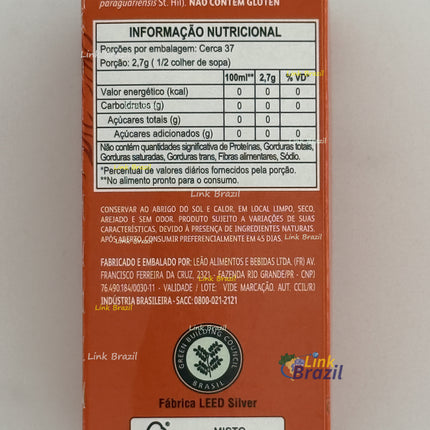 paraguariensis St. Hil). NÃO CONTÉM GLÚTEN
INFORMAÇÃO NUTRICIONAL
Porções por embalagem: Cerca 37
Porção: 2,7g ( 1/2 colher de sopa)
100ml** 2,7g % VD*
Valor energético (kcal) 0 0 0
Carboidratos (g) 0 0 0
Açúcares totais (g) 0 0
Açúcares adicionados (g) 0 0 0
Não contém quantidades significativa de Proteínas, Gorduras totais,
Gorduras saturadas, Gorduras trans, Fibras alimentares, Sódio.
*Percentual de valores diários fornecidos pela porção.
**No alimento pronto para o consumo.
Link Brazil
CONSERVAR AO ABRIGO DO SOL E CALOR, EM LOCAL LIMPO, SECO,
AREJADO E SEM ODOR. PRODUTO SUJEITO A VARIAÇÕES DE SUAS
CARACTERÍSTICAS, DEVIDO À PRESENÇA DE INGREDIENTES NATURAIS.
APÓS ABERTO, CONSUMIR PREFERENCIALMENTE EM 45 DIAS.
Link Brazil
FABRICADO E EMBALADO POR: LEÃO ALIMENTOS E BEBIDAS LTDA. (FR) AV.
FRANCISCO FERREIRA DA CRUZ, 2321 - FAZENDA RIO GRANDE/PR - CNPJ
76.490.184/0030-11 - VALIDADE / LOTE: VIDE MARCAÇÃO. AUT. CCIL/RJ
INDÚSTRIA BRASILEIRA - SACC: 0800-021-2121
Link Brazil
GREEN BUILDING COUNCIL
BRASIL
Link Brazil
Fábrica LEED Silver
MISTO